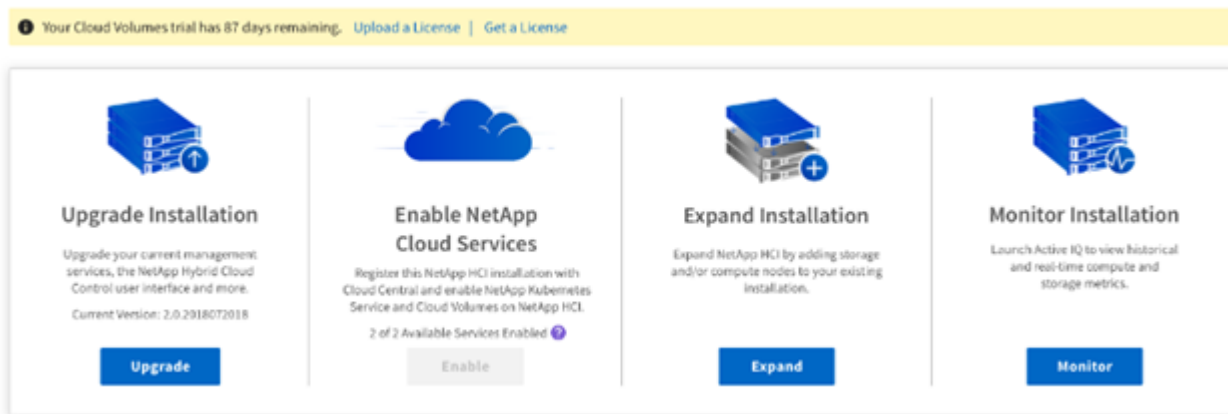 Your Cloud Volumes trial has 87 days remaining. Upload a License | Get a License
Upgrade Installation
Upgrade your current management
services, the NetApp Hybrid Cloud
Control user interface and more.
Current Version: 2.0.2018072018
Upgrade
Enable NetApp
Cloud Services
Register this NetApp HCI installation with
Cloud Central and enable NetApp Kubernetes
Service and Cloud Volumes on NetApp HCI.
2 of 2 Available Services Enabled ?
Enable
Expand Installation
Expand NetApp HCI by adding storage
and/or compute nodes to your existing
installation.
Expand
Monitor Installation
Launch Active IQ to view historical
and real-time compute and
storage metrics.
Monitor